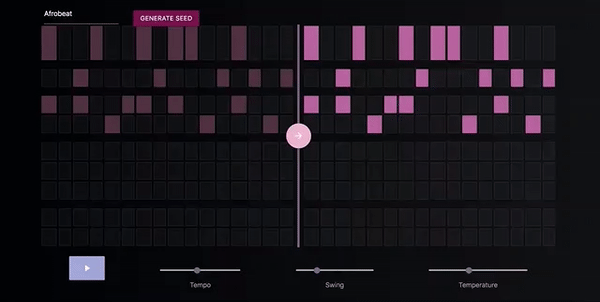 Afrobeat
GENERATE SEED
Tempo
Swing
Temperature